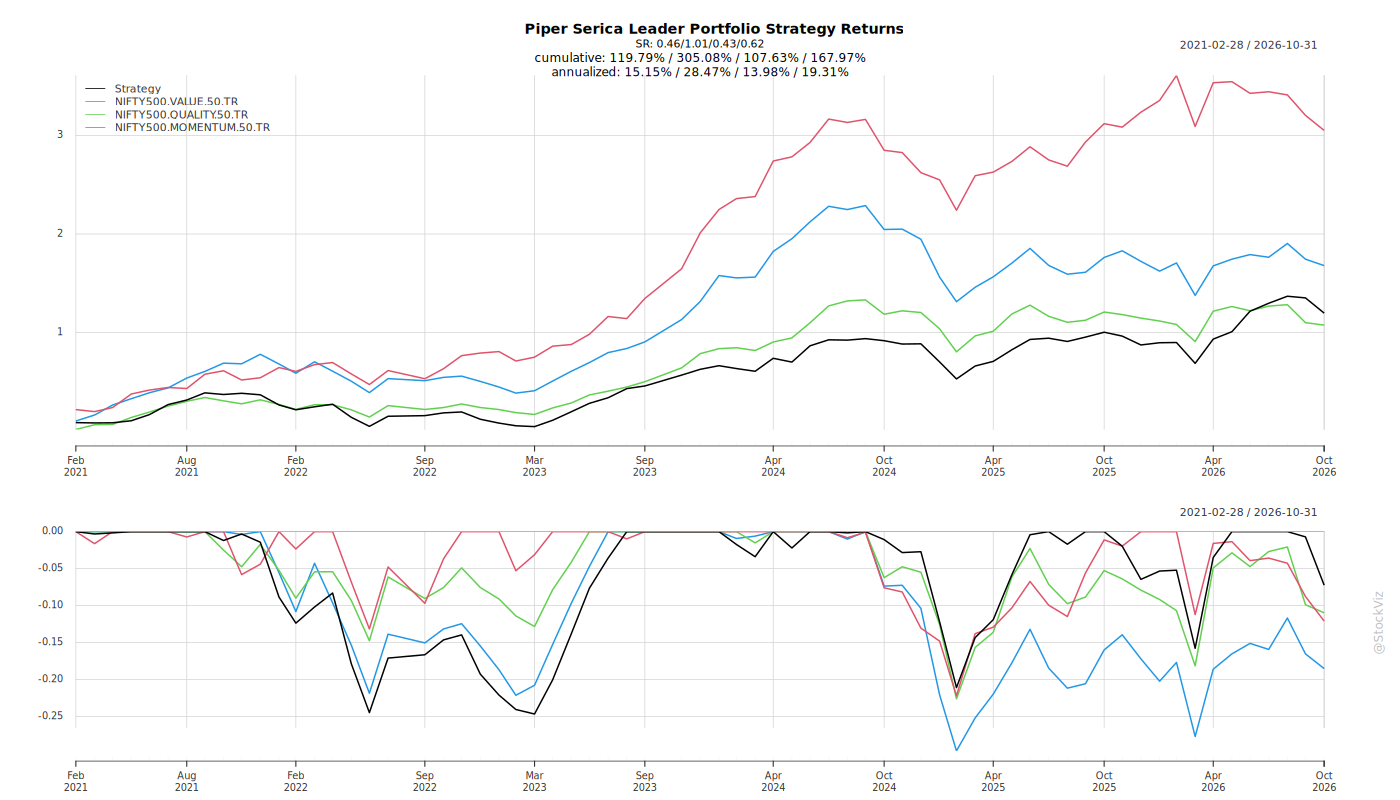 Piper Serica Leader Portfolio Strategy Returns
SR: 0.46/1.01/0.43/0.62
cumulative: 119.79% / 305.08% / 107.63% / 167.97%
annualized: 15.15% / 28.47% / 13.98% / 19.31%
2021-02-28 / 2026-10-31
Strategy
NIFTY500.VALUE.50.TR
NIFTY500.QUALITY.50.TR
NIFTY500.MOMENTUM.50.TR
3
2
1
Feb Aug Feb Sep Mar Sep Apr Oct Apr Oct Apr Oct
2021 2021 2022 2022 2023 2023 2024 2024 2025 2025 2026 2026
2021-02-28 / 2026-10-31
0.00
-0.05
-0.10
-0.15
-0.20
-0.25
Feb Aug Feb Sep Mar Sep Apr Oct Apr Oct Apr Oct
2021 2021 2022 2022 2023 2023 2024 2024 2025 2025 2026 2026
@StockViz